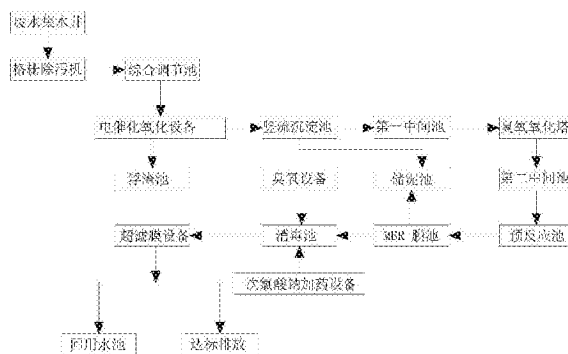 废水集水井
格栅除污机
综合调节池
电催化氧化设备
竖流沉淀池
第一中间池
臭氧氧化塔
浮渣池
臭氧设备
储泥池
第二中间池
超滤膜设备
消毒池
MBR 膜池
预反应池
次氯酸钠加药设备
回用水池
达标排放